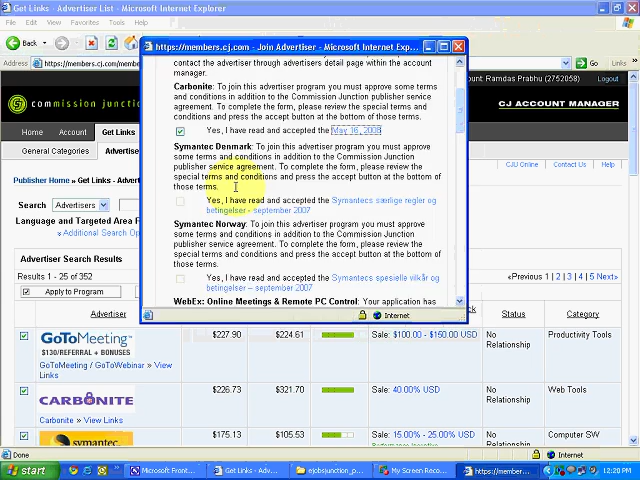 Get Links - Advertiser List - Microsoft Internet Explorer
File Edit View Favorites Tools Help
Back
Address
Go
Links
https://members.cj.com - Join Advertiser - Microsoft Internet Exp...
contact the advertiser through advertisers detail page within the account
manager.
Carbonite: To join this advertiser program you must approve some terms
and conditions in addition to the Commission Junction publisher service
agreement. To complete the form, please review the special terms and
conditions and press the accept button at the bottom of those terms.
Yes, I have read and accepted the May 16, 2008
Symantec Denmark: To join this advertiser program you must approve
some terms and conditions in addition to the Commission Junction
publisher service agreement. To complete the form, please review the
special terms and conditions and press the accept button at the bottom of
those terms.
Yes, I have read and accepted the Symantecs særlige regler og
betingelser - september 2007
Symantec Norway: To join this advertiser program you must approve
some terms and conditions in addition to the Commission Junction
publisher service agreement. To complete the form, please review the
special terms and conditions and press the accept button at the bottom of
those terms.
Yes, I have read and accepted the Symantecs spesielle vilkår og
betingelser – september 2007
WebEx: Online Meetings & Remote PC Control: Your application has
Internet
Ramdas Prabhu (2752058) Logout
commission junction
CJ ACCOUNT MANAGER
Home Account Get Links
General Categories Adverti
CJU Online | Contact Us | Help
Publisher Home > Get Links > Adverti
Search Advertisers
Language and Targeted Area
Additional Search Op
Advertiser Search Results
Results 1 - 25 of 352
«Previous 1 | 2 | 3 | 4 | 5 Next»
Apply to Program
Advertiser Status Category
GoToMeeting $227.90 $224.61 Sale: $100.00 - $150.00 USD No Relationship Productivity Tools
$130/REFERRAL + BONUSES
GoToMeeting / GoToWebinar » View
Links
CARBONITE $226.73 $321.70 Sale: 40.00% USD No Relationship Web Tools
Carbonite » View Links
symantec $175.13 $105.53 Sale: 15.00% - 25.00% USD No Relationship Computer SW
Performance Incentive
Done
Internet
start Microsoft Front... Get Links - Adv... ejobsjunction_p... My Screen Reco... https://member... 12:20 PM